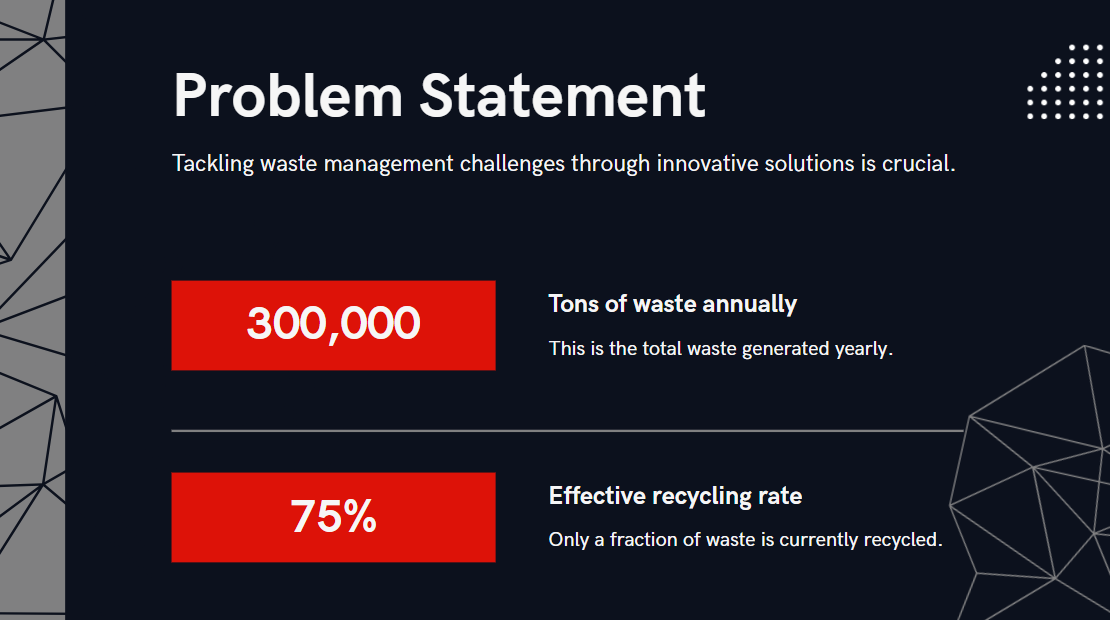 Problem Statement
Tackling waste management challenges through innovative solutions is crucial.
300,000
Tons of waste annually
This is the total waste generated yearly.
75%
Effective recycling rate
Only a fraction of waste is currently recycled.